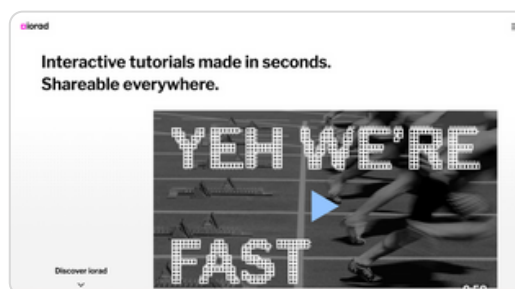 iorad
Interactive tutorials made in seconds.
Shareable everywhere.
YEH WE'RE
FAST
Discover iorad